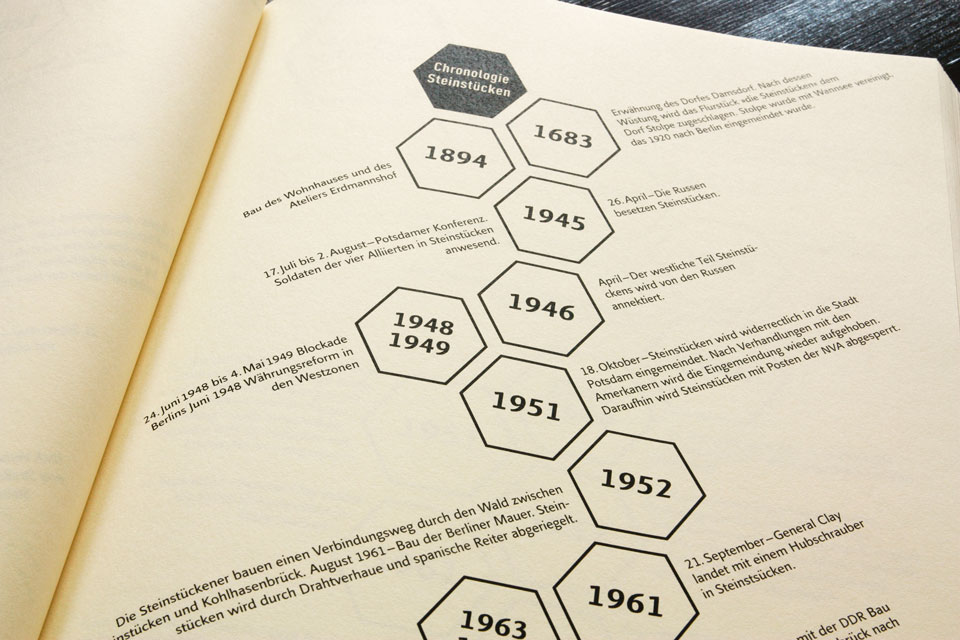 Chronologie
Steinstücken
1683
Erwähnung des Dorfes Damsdorf. Nach dessen
Wüstung wird das Flurstück »die Steinstücken« dem
Dorf Stolpe zugeschlagen. Stolpe wurde mit Wannsee vereinigt,
das 1920 nach Berlin eingemeindet wurde.
1894
Bau des Wohnhauses und des
Ateliers Erdmannshof
1945
26. April–Die Russen
besetzen Steinstücken.
17. Juli bis 2. August–Potsdamer Konferenz.
Soldaten der vier Alliierten in Steinstücken
anwesend.
1946
April–Der westliche Teil Steinstü-
ckens wird von den Russen
annektiert.
1948
1949
24. Juni 1948 bis 4. Mai 1949 Blockade
Berlins Juni 1948 Währungsreform in
den Westzonen
1951
18. Oktober–Steinstücken wird widerrectlich in die Stadt
Potsdam eingemeindet. Nach Verhandlungen mit den
Amerkanern wird die Eingemeindung wieder aufgehoben.
Daraufhin wird Steinstücken mit Posten der NVA abgesperrt.
1952
Die Steinstückener bauen einen Verbindungsweg durch den Wald zwischen
instücken und Kohlhasenbrück. August 1961–Bau der Berliner Mauer. Stein-
stücken wird durch Drahtverhaue und spanische Reiter abgeriegelt.
1961
21. September–General Clay
landet mit einem Hubschrauber
in Steinstsücken.
1963
mit der DDR Bau
brück nach